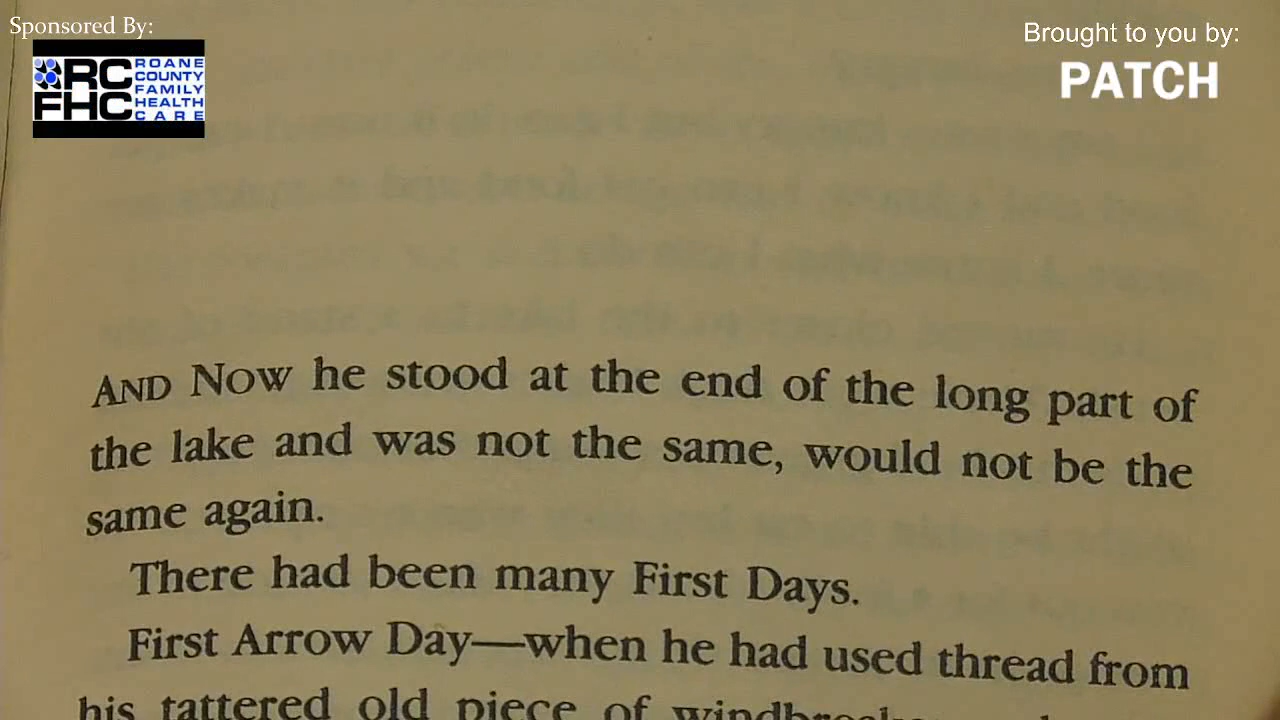 Sponsored By:
RC FHC
ROANE
COUNTY
FAMILY
HEALTH
CARE
Brought to you by:
PATCH
AND NOW he stood at the end of the long part of
the lake and was not the same, would not be the
same again.
There had been many First Days.
First Arrow Day—when he had used thread from
his tattered old piece of